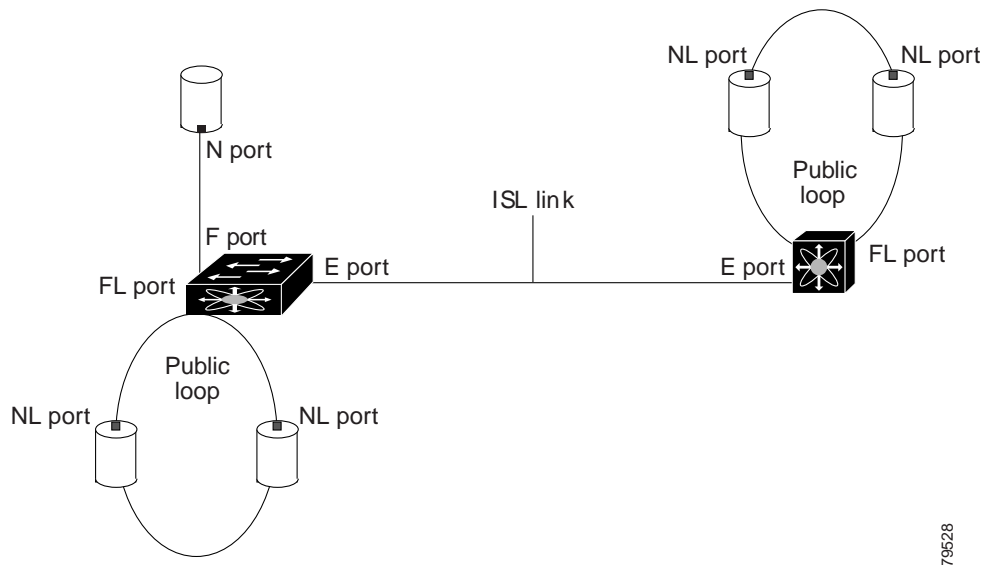 NL port
NL port
N port
Public
loop
ISL link
F port
E port
E port
FL port
FL port
Public
loop
NL port
NL port
79528